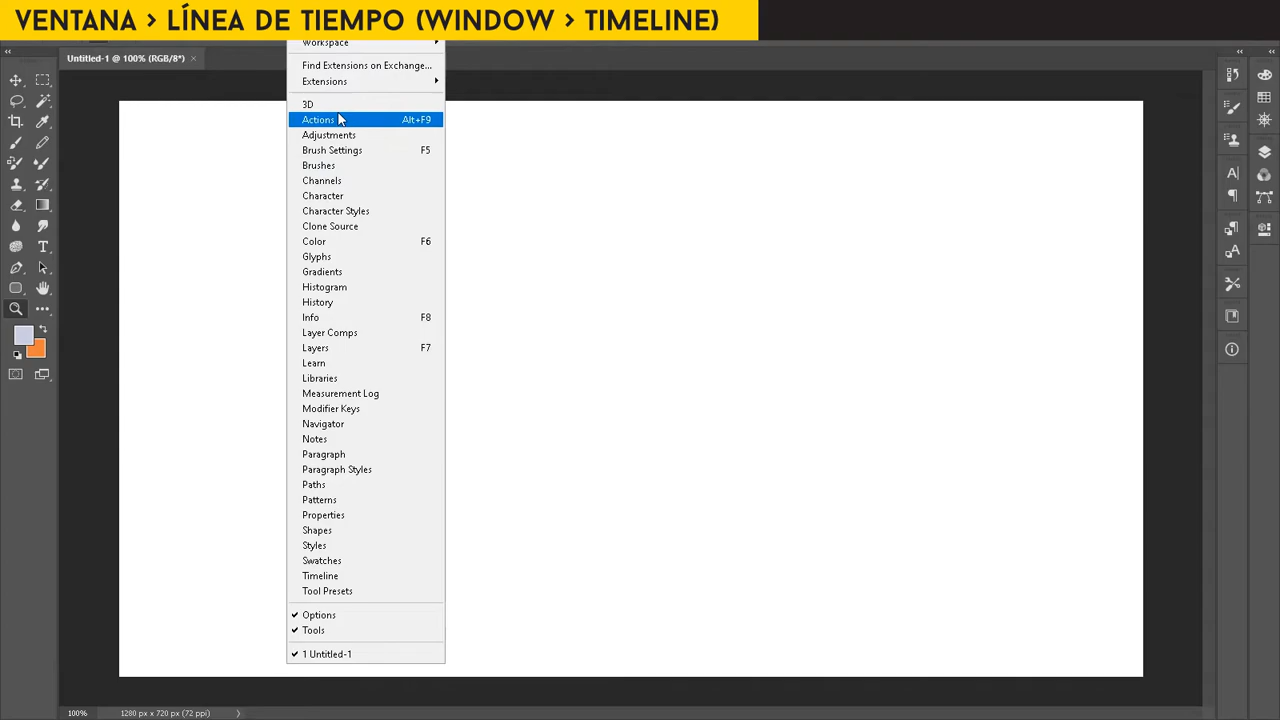 VENTANA > LÍNEA DE TIEMPO (WINDOW > TIMELINE)
Workspace
Untitled-1 @ 100% (RGB/8*) ×
Find Extensions on Exchange...
Extensions
3D
Actions Alt+F9
Adjustments
Brush Settings F5
Brushes
Channels
Character
Character Styles
Clone Source
Color F6
Glyphs
Gradients
Histogram
History
Info F8
Layer Comps
Layers F7
Learn
Libraries
Measurement Log
Modifier Keys
Navigator
Notes
Paragraph
Paragraph Styles
Paths
Patterns
Properties
Shapes
Styles
Swatches
Timeline
Tool Presets
Options
Tools
1 Untitled-1
100% 1280 px x 720 px (72 ppi)